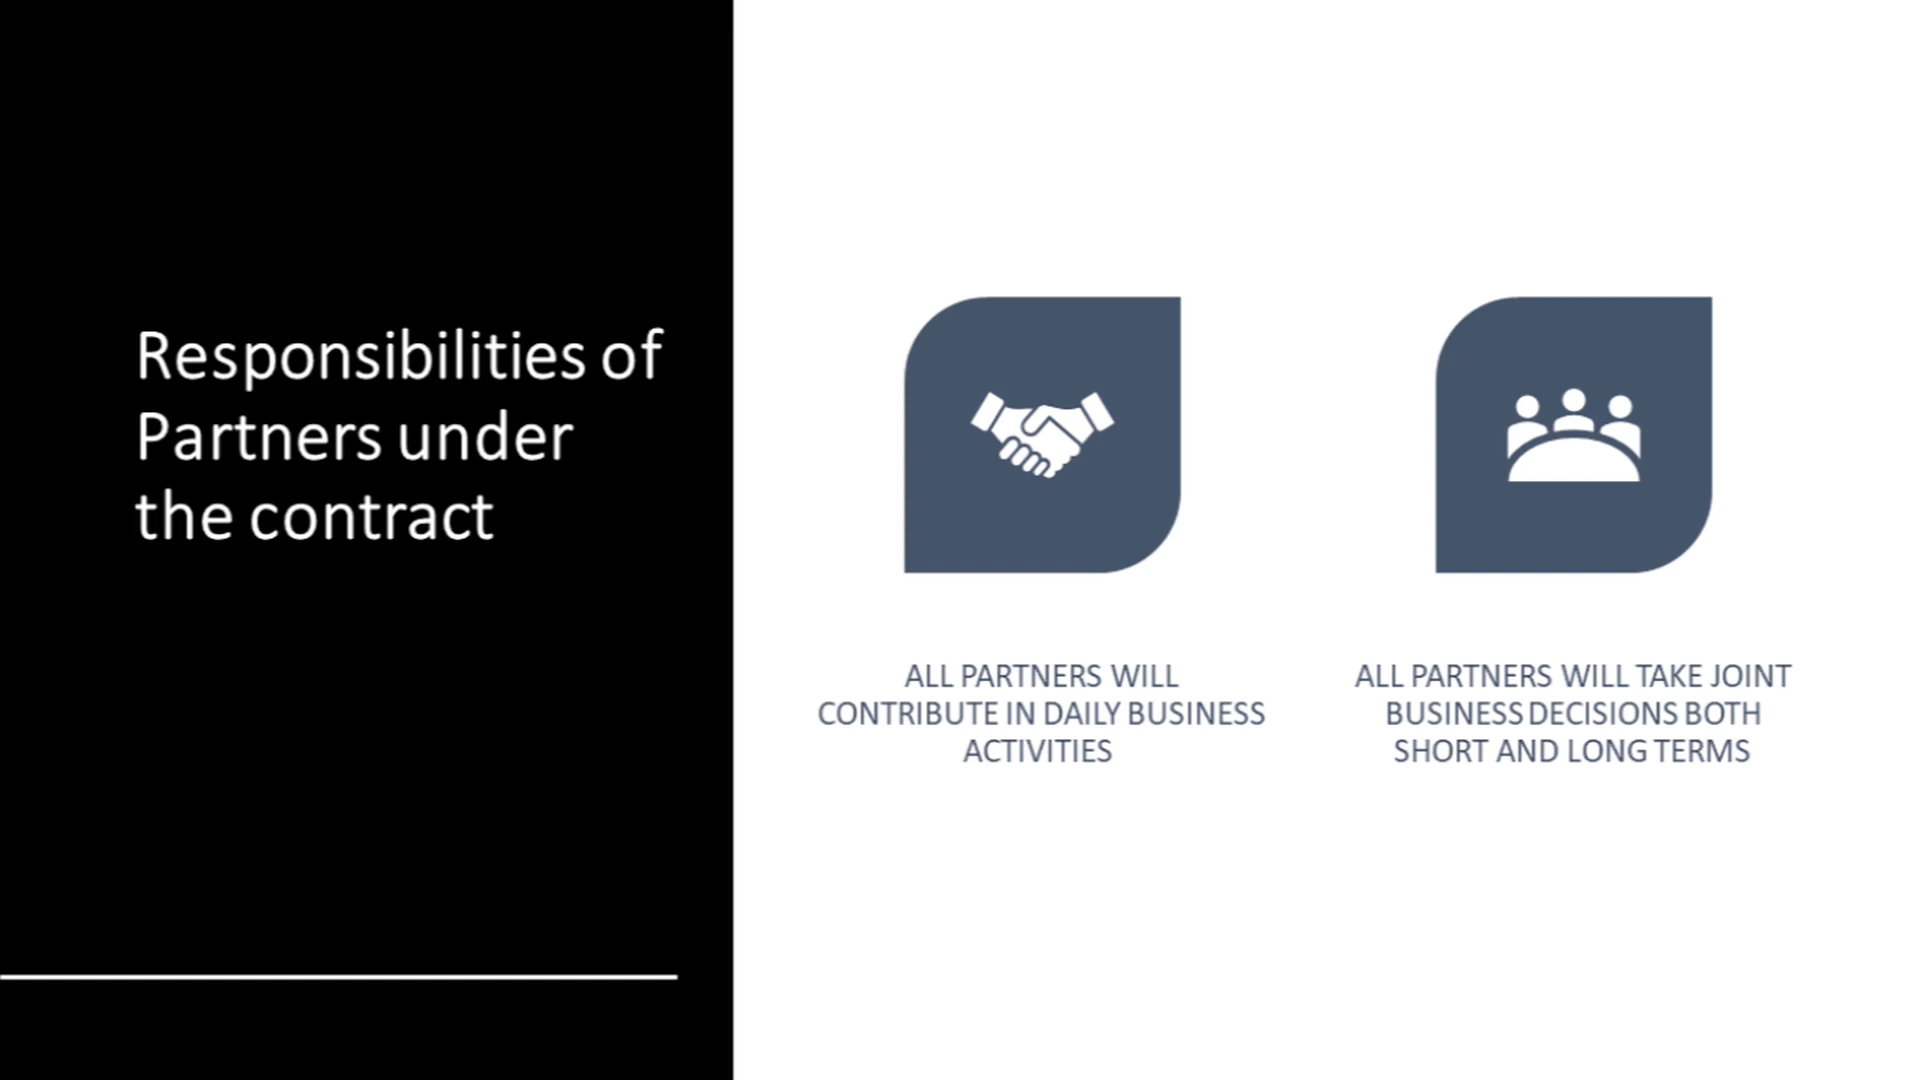 Responsibilities of
Partners under
the contract
ALL PARTNERS WILL
CONTRIBUTE IN DAILY BUSINESS
ACTIVITIES
ALL PARTNERS WILL TAKE JOINT
BUSINESS DECISIONS BOTH
SHORT AND LONG TERMS